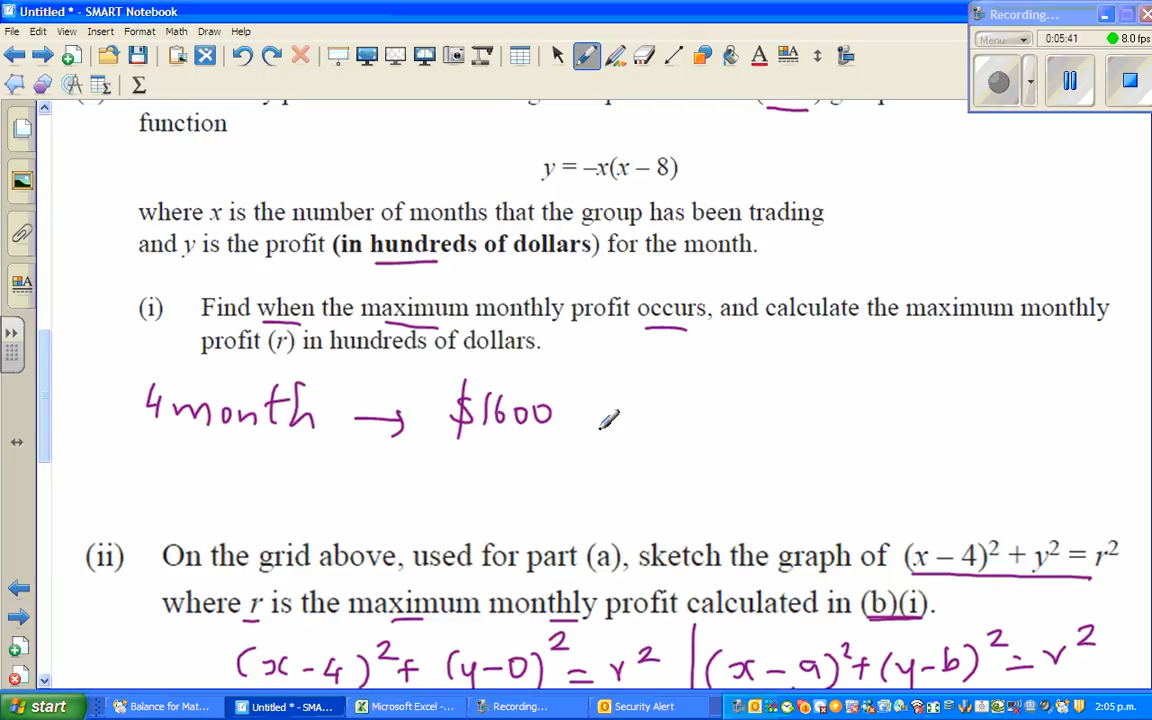 Untitled * - SMART Notebook
Recording...
File Edit View Insert Format Math Draw Help
Menu
0:05:41
8.0 fps
function
y = –x(x – 8)
where x is the number of months that the group has been trading
and y is the profit (in hundreds of dollars) for the month.
(i) Find when the maximum monthly profit occurs, and calculate the maximum monthly
profit (r) in hundreds of dollars.
4 month → $1600
(ii) On the grid above, used for part (a), sketch the graph of (x – 4)² + y² = r²
where r is the maximum monthly profit calculated in (b)(i).
(x - 4)² + (y - 0)² = r² | (x - a)² + (y - b)² = r²
start
Balance for Mat...
Untitled * - SMA...
Microsoft Excel -...
Recording...
Security Alert
2:05 p.m.